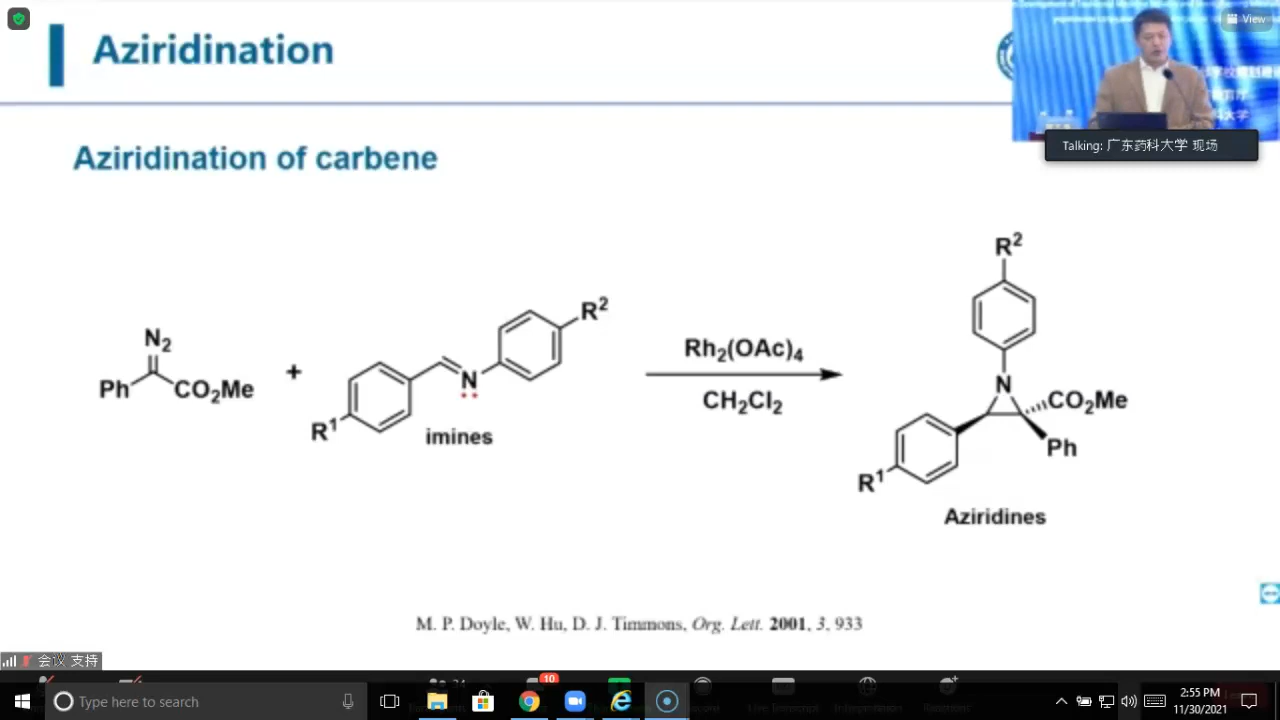 Aziridination
View
Talking: 广东药科大学 现场
Aziridination of carbene
N2
Ph
CO2Me
+
R1
N
R2
imines
Rh2(OAc)4
CH2Cl2
R2
N
CO2Me
Ph
R1
Aziridines
M. P. Doyle, W. Hu, D. J. Timmons, Org. Lett. 2001, 3, 933
会议 支持
Type here to search
10
34
2:55 PM
11/30/2021